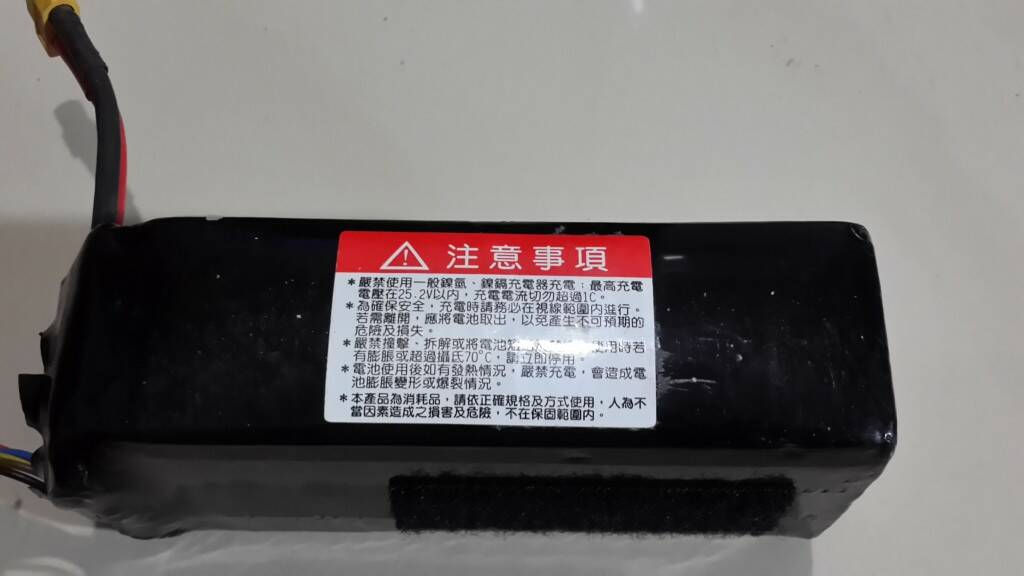 注意事項
*嚴禁使用一般鎳氫、鎳鎘充電器充電；最高充電
電壓在25.2V以內，充電電流切勿超過1C。
*為確保安全，充電時請務必在視線範圍內進行。
若需離開，應將電池取出，以免產生不可預期的
危險及損失。
*嚴禁撞擊、拆解或將電池短 使用時若
有膨脹或超過攝氏70°C，請立即停用。
*電池使用後如有發熱情況，嚴禁充電，會造成電
池膨脹變形或爆裂情況。
*本產品為消耗品，請依正確規格及方式使用，人為不
當因素造成之損害及危險，不在保固範圍內。